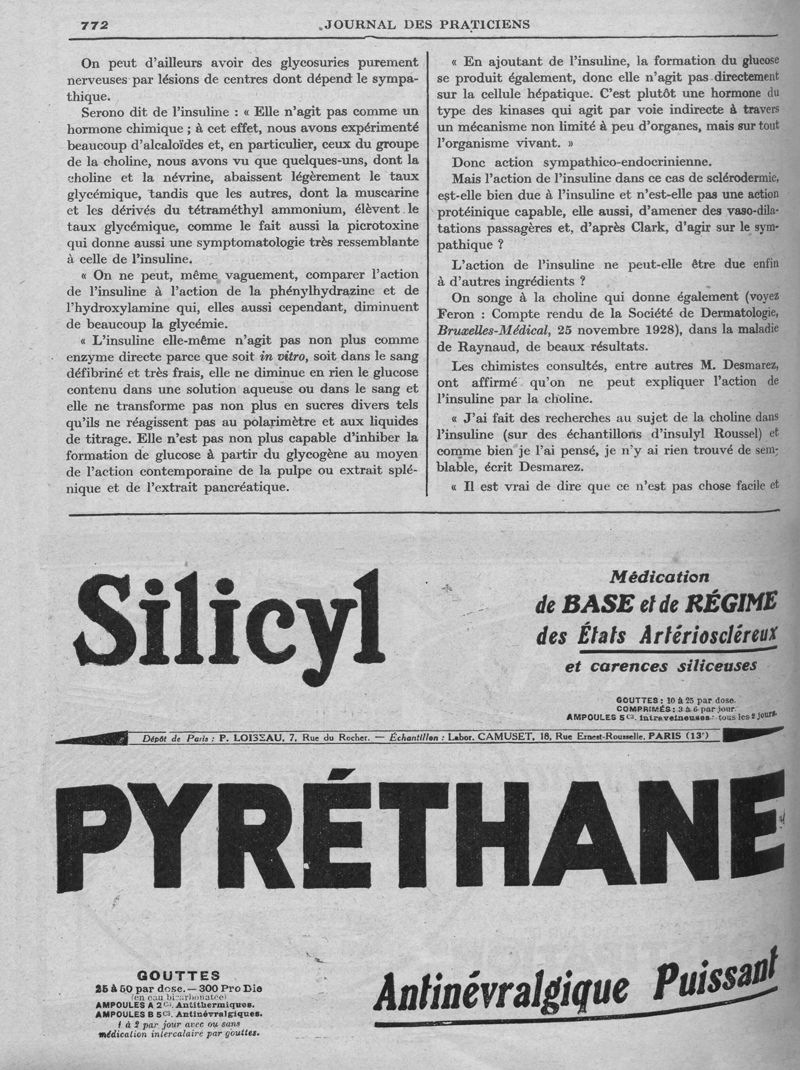 772
JOURNAL DES PRATICIENS
On peut d'ailleurs avoir des glycosuries purement
nerveuses par lésions de centres dont dépend le sympa-
thique.
Serono dit de l'insuline : « Elle n'agit pas comme un
hormone chimique ; à cet effet, nous avons expérimenté
beaucoup d'alcaloïdes et, en particulier, ceux du groupe
de la choline, nous avons vu que quelques-uns, dont la
choline et la névrine, abaissent légèrement le taux
glycémique, tandis que les autres, dont la muscarine
et les dérivés du tétraméthyl ammonium, élèvent le
taux glycémique, comme le fait aussi la picrotoxine
qui donne aussi une symptomatologie très ressemblante
à celle de l'insuline.
« On ne peut, même vaguement, comparer l'action
de l'insuline à l'action de la phénylhydrazine et de
l'hydroxylamine qui, elles aussi cependant, diminuent
de beaucoup la glycémie.
« L'insuline elle-même n'agit pas non plus comme
enzyme directe parce que soit in vitro, soit dans le sang
défibriné et très frais, elle ne diminue en rien le glucose
contenu dans une solution aqueuse ou dans le sang et
elle ne transforme pas non plus en sucres divers tels
qu'ils ne réagissent pas au polarimètre et aux liquides
de titrage. Elle n'est pas non plus capable d'inhiber la
formation de glucose à partir du glycogène au moyen
de l'action contemporaine de la pulpe ou extrait splé-
nique et de l'extrait pancréatique.
« En ajoutant de l'insuline, la formation du glucose
se produit également, donc elle n'agit pas directement
sur la cellule hépatique. C'est plutôt une hormone du
type des kinases qui agit par voie indirecte à travers
un mécanisme non limité à peu d'organes, mais sur tout
l'organisme vivant. »
Donc action sympathico-endocrinienne.
Mais l'action de l'insuline dans ce cas de sclérodermie,
est-elle bien due à l'insuline et n'est-elle pas une action
protéinique capable, elle aussi, d'amener des vaso-dila-
tations passagères et, d'après Clark, d'agir sur le sym-
pathique ?
L'action de l'insuline ne peut-elle être due enfin
à d'autres ingrédients ?
On songe à la choline qui donne également (voyez
Feron : Compte rendu de la Société de Dermatologie,
Bruxelles-Médical, 25 novembre 1928), dans la maladie
de Raynaud, de beaux résultats.
Les chimistes consultés, entre autres M. Desmarez,
ont affirmé qu'on ne peut expliquer l'action de
l'insuline par la choline.
« J'ai fait des recherches au sujet de la choline dans
l'insuline (sur des échantillons d'insulyl Roussel) et
comme bien je l'ai pensé, je n'y ai rien trouvé de sem-
blable, écrit Desmarez.
« Il est vrai de dire que ce n'est pas chose facile et
Silicyl
Médication
de BASE et de RÉGIME
des États Artérioscléreux
et carences siliceuses
GOUTTES : 10 à 25 par dose.
COMPRIMÉS : 3 à 6 par jour.
AMPOULES 5 cc. intraveineuses : tous les 2 jours.
Dépôt de Paris : P. LOISEAU, 7, Rue du Rocher. — Échantillon : Labor. CAMUSET, 18, Rue Ernest-Rousselle, PARIS (13e)
PYRÉTHANE
GOUTTES
25 à 50 par dose. — 300 Pro Die
(en eau bicarbonatée)
AMPOULES A 2 cc. Antithermiques.
AMPOULES B 5 cc. Antinévralgiques.
1 à 2 par jour avec ou sans
médication intercalaire par gouttes.
Antinévralgique Puissant